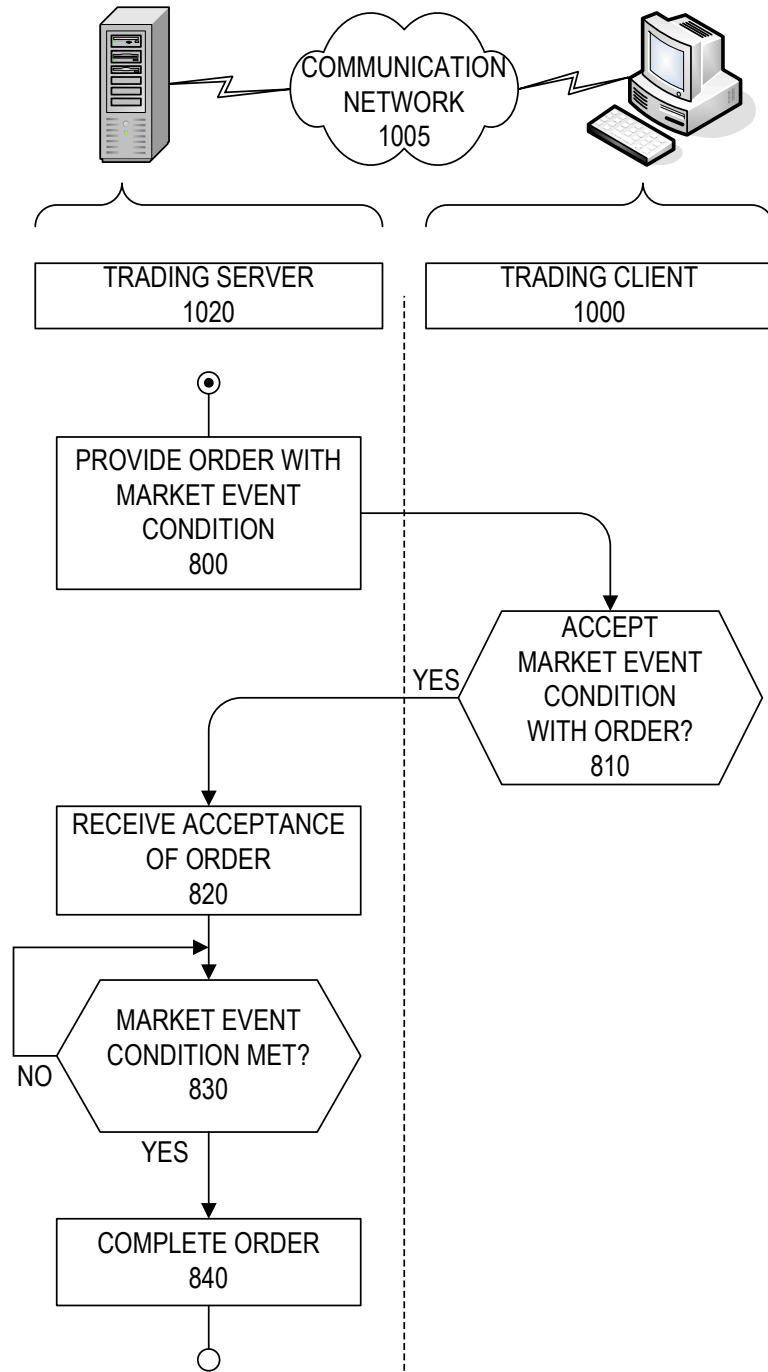 COMMUNICATION
NETWORK
1005
TRADING SERVER
1020
TRADING CLIENT
1000
PROVIDE ORDER WITH
MARKET EVENT
CONDITION
800
ACCEPT
MARKET EVENT
CONDITION
WITH ORDER?
810
YES
RECEIVE ACCEPTANCE
OF ORDER
820
MARKET EVENT
CONDITION MET?
830
NO
YES
COMPLETE ORDER
840